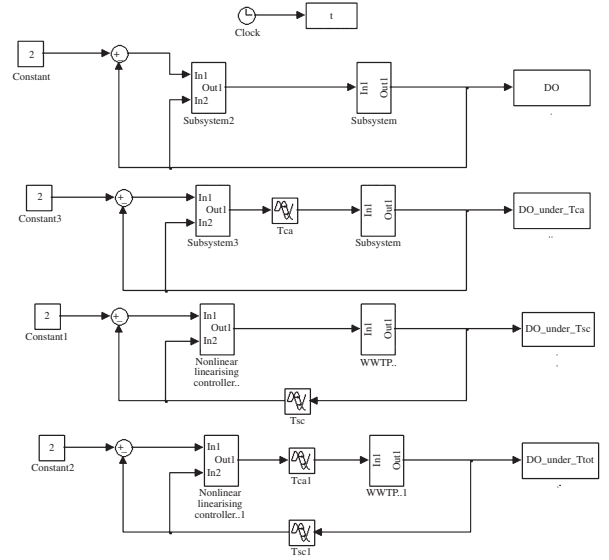 Clock
t
2
Constant
+
−
In1
In2
Out1
Subsystem2
In1
Out1
Subsystem
DO
2
Constant3
+
−
In1
In2
Out1
Subsystem3
Tca
In1
Out1
Subsystem
DO_under_Tca
2
Constant1
+
−
In1
In2
Out1
Nonlinear
linearising
controller..
In1
Out1
WWTP..
DO_under_Tsc
Tsc
2
Constant2
+
−
In1
In2
Out1
Nonlinear
linearising
controller..1
Tca1
In1
Out1
WWTP..1
DO_under_Ttot
Tsc1